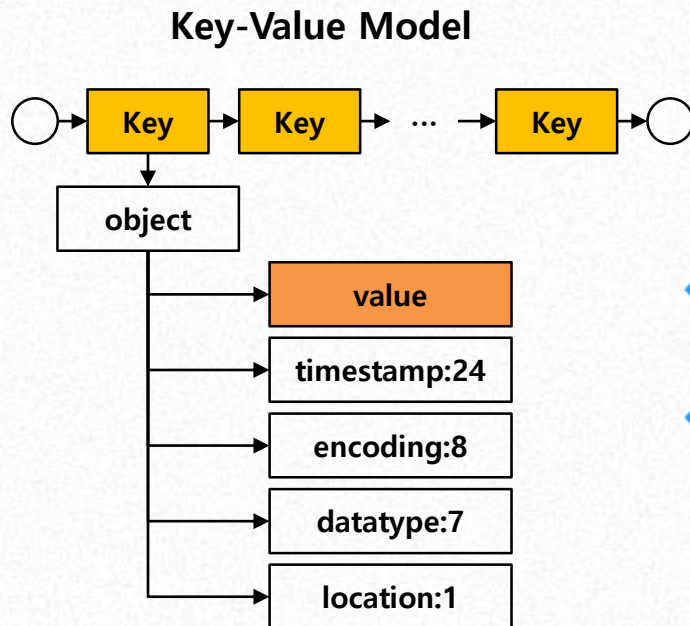 Key-Value Model
Key Key ... Key
object
value
timestamp:24
encoding:8
datatype:7
location:1